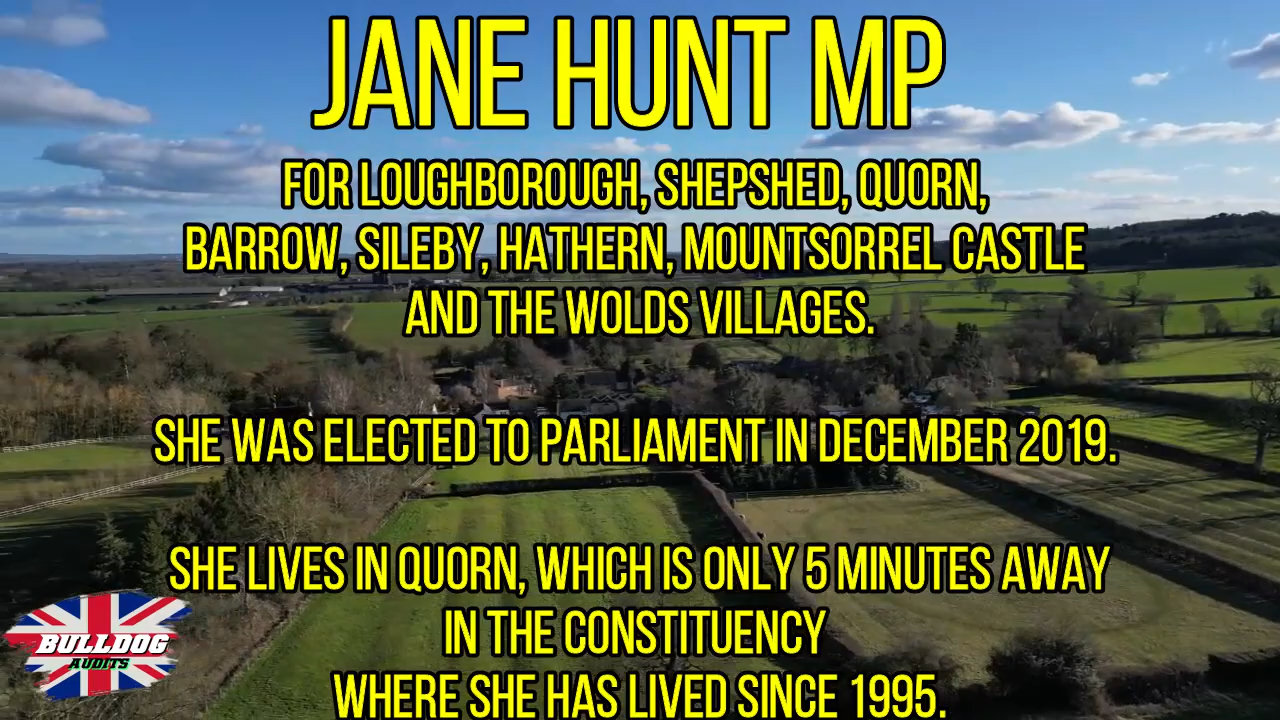 JANE HUNT MP
FOR LOUGHBOROUGH, SHEPSHED, QUORN,
BARROW, SILEBY, HATHERN, MOUNTSORREL CASTLE
AND THE WOLDS VILLAGES.
SHE WAS ELECTED TO PARLIAMENT IN DECEMBER 2019.
SHE LIVES IN QUORN, WHICH IS ONLY 5 MINUTES AWAY
IN THE CONSTITUENCY
WHERE SHE HAS LIVED SINCE 1995.
BULLDOG
AUDITS